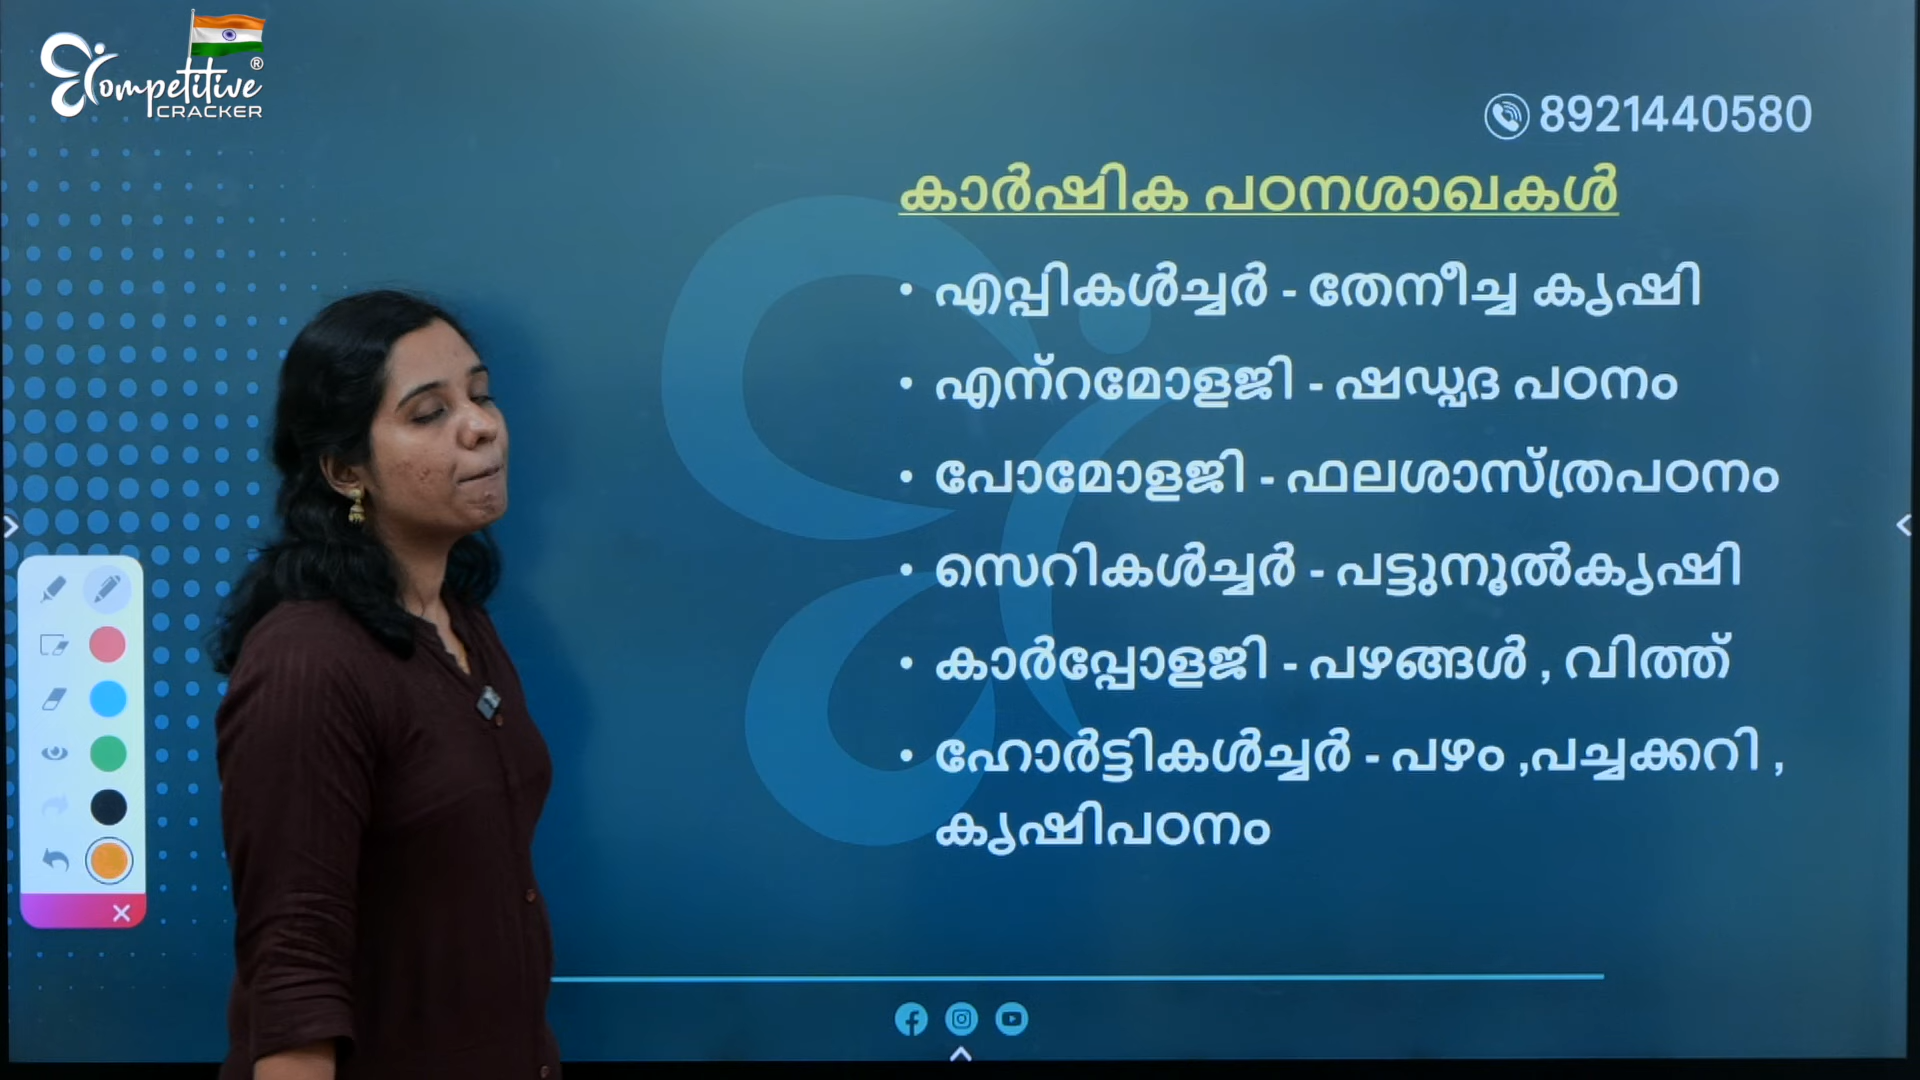 Competitive
CRACKER
®
8921440580
കാർഷിക പഠനശാഖകൾ
• എപ്പികൾച്ചർ - തേനീച്ച കൃഷി
• എന്റമോളജി - ഷഡ്പദ പഠനം
• പോമോളജി - ഫലശാസ്ത്രപഠനം
• സെറികൾച്ചർ - പട്ടുനൂൽകൃഷി
• കാർപ്പോളജി - പഴങ്ങൾ , വിത്ത്
• ഹോർട്ടികൾച്ചർ - പഴം ,പച്ചക്കറി ,
കൃഷിപഠനം